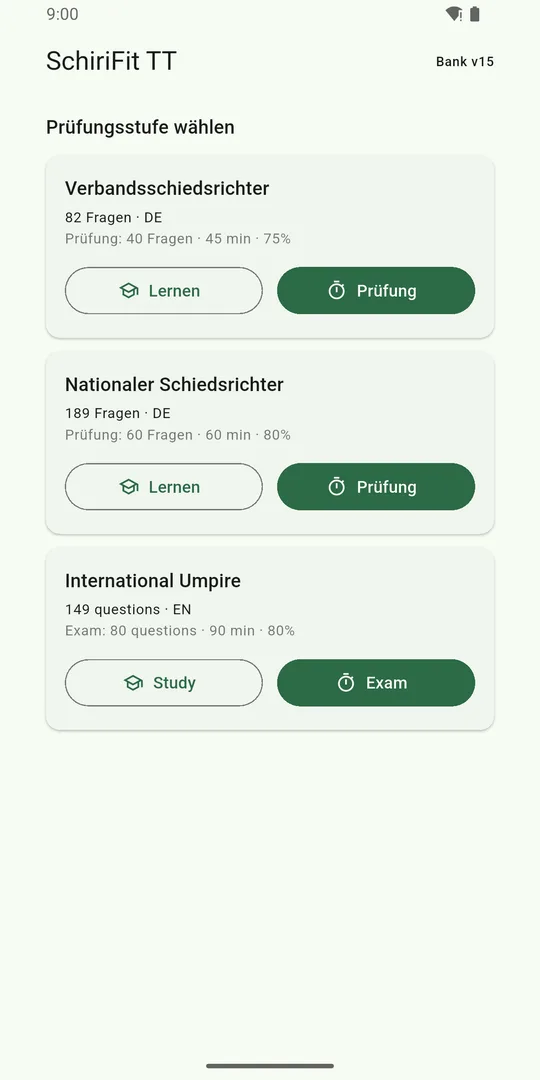 9:00
SchiriFit TT
Bank v15
Prüfungsstufe wählen
Verbandsschiedsrichter
82 Fragen · DE
Prüfung: 40 Fragen · 45 min · 75%
Lernen
Prüfung
Nationaler Schiedsrichter
189 Fragen · DE
Prüfung: 60 Fragen · 60 min · 80%
Lernen
Prüfung
International Umpire
149 questions · EN
Exam: 80 questions · 90 min · 80%
Study
Exam